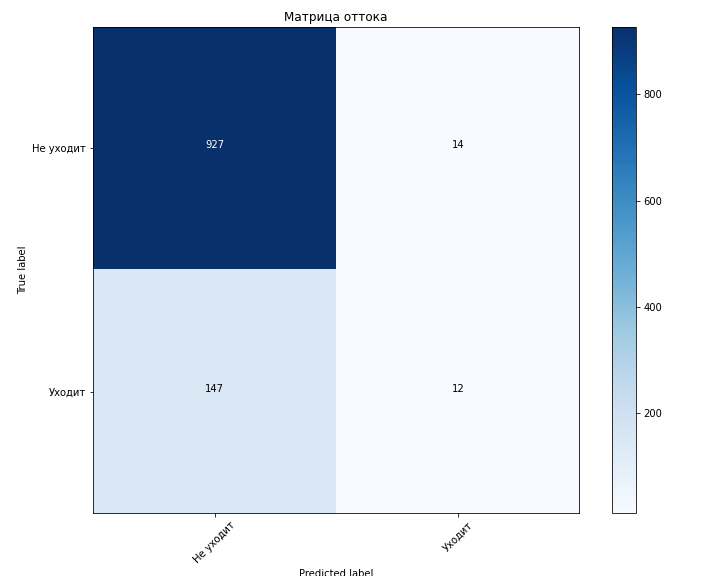 Матрица оттока
Не уходит
927
14
800
600
True label
400
Уходит
147
12
200
Не уходит
Уходит
Predicted label